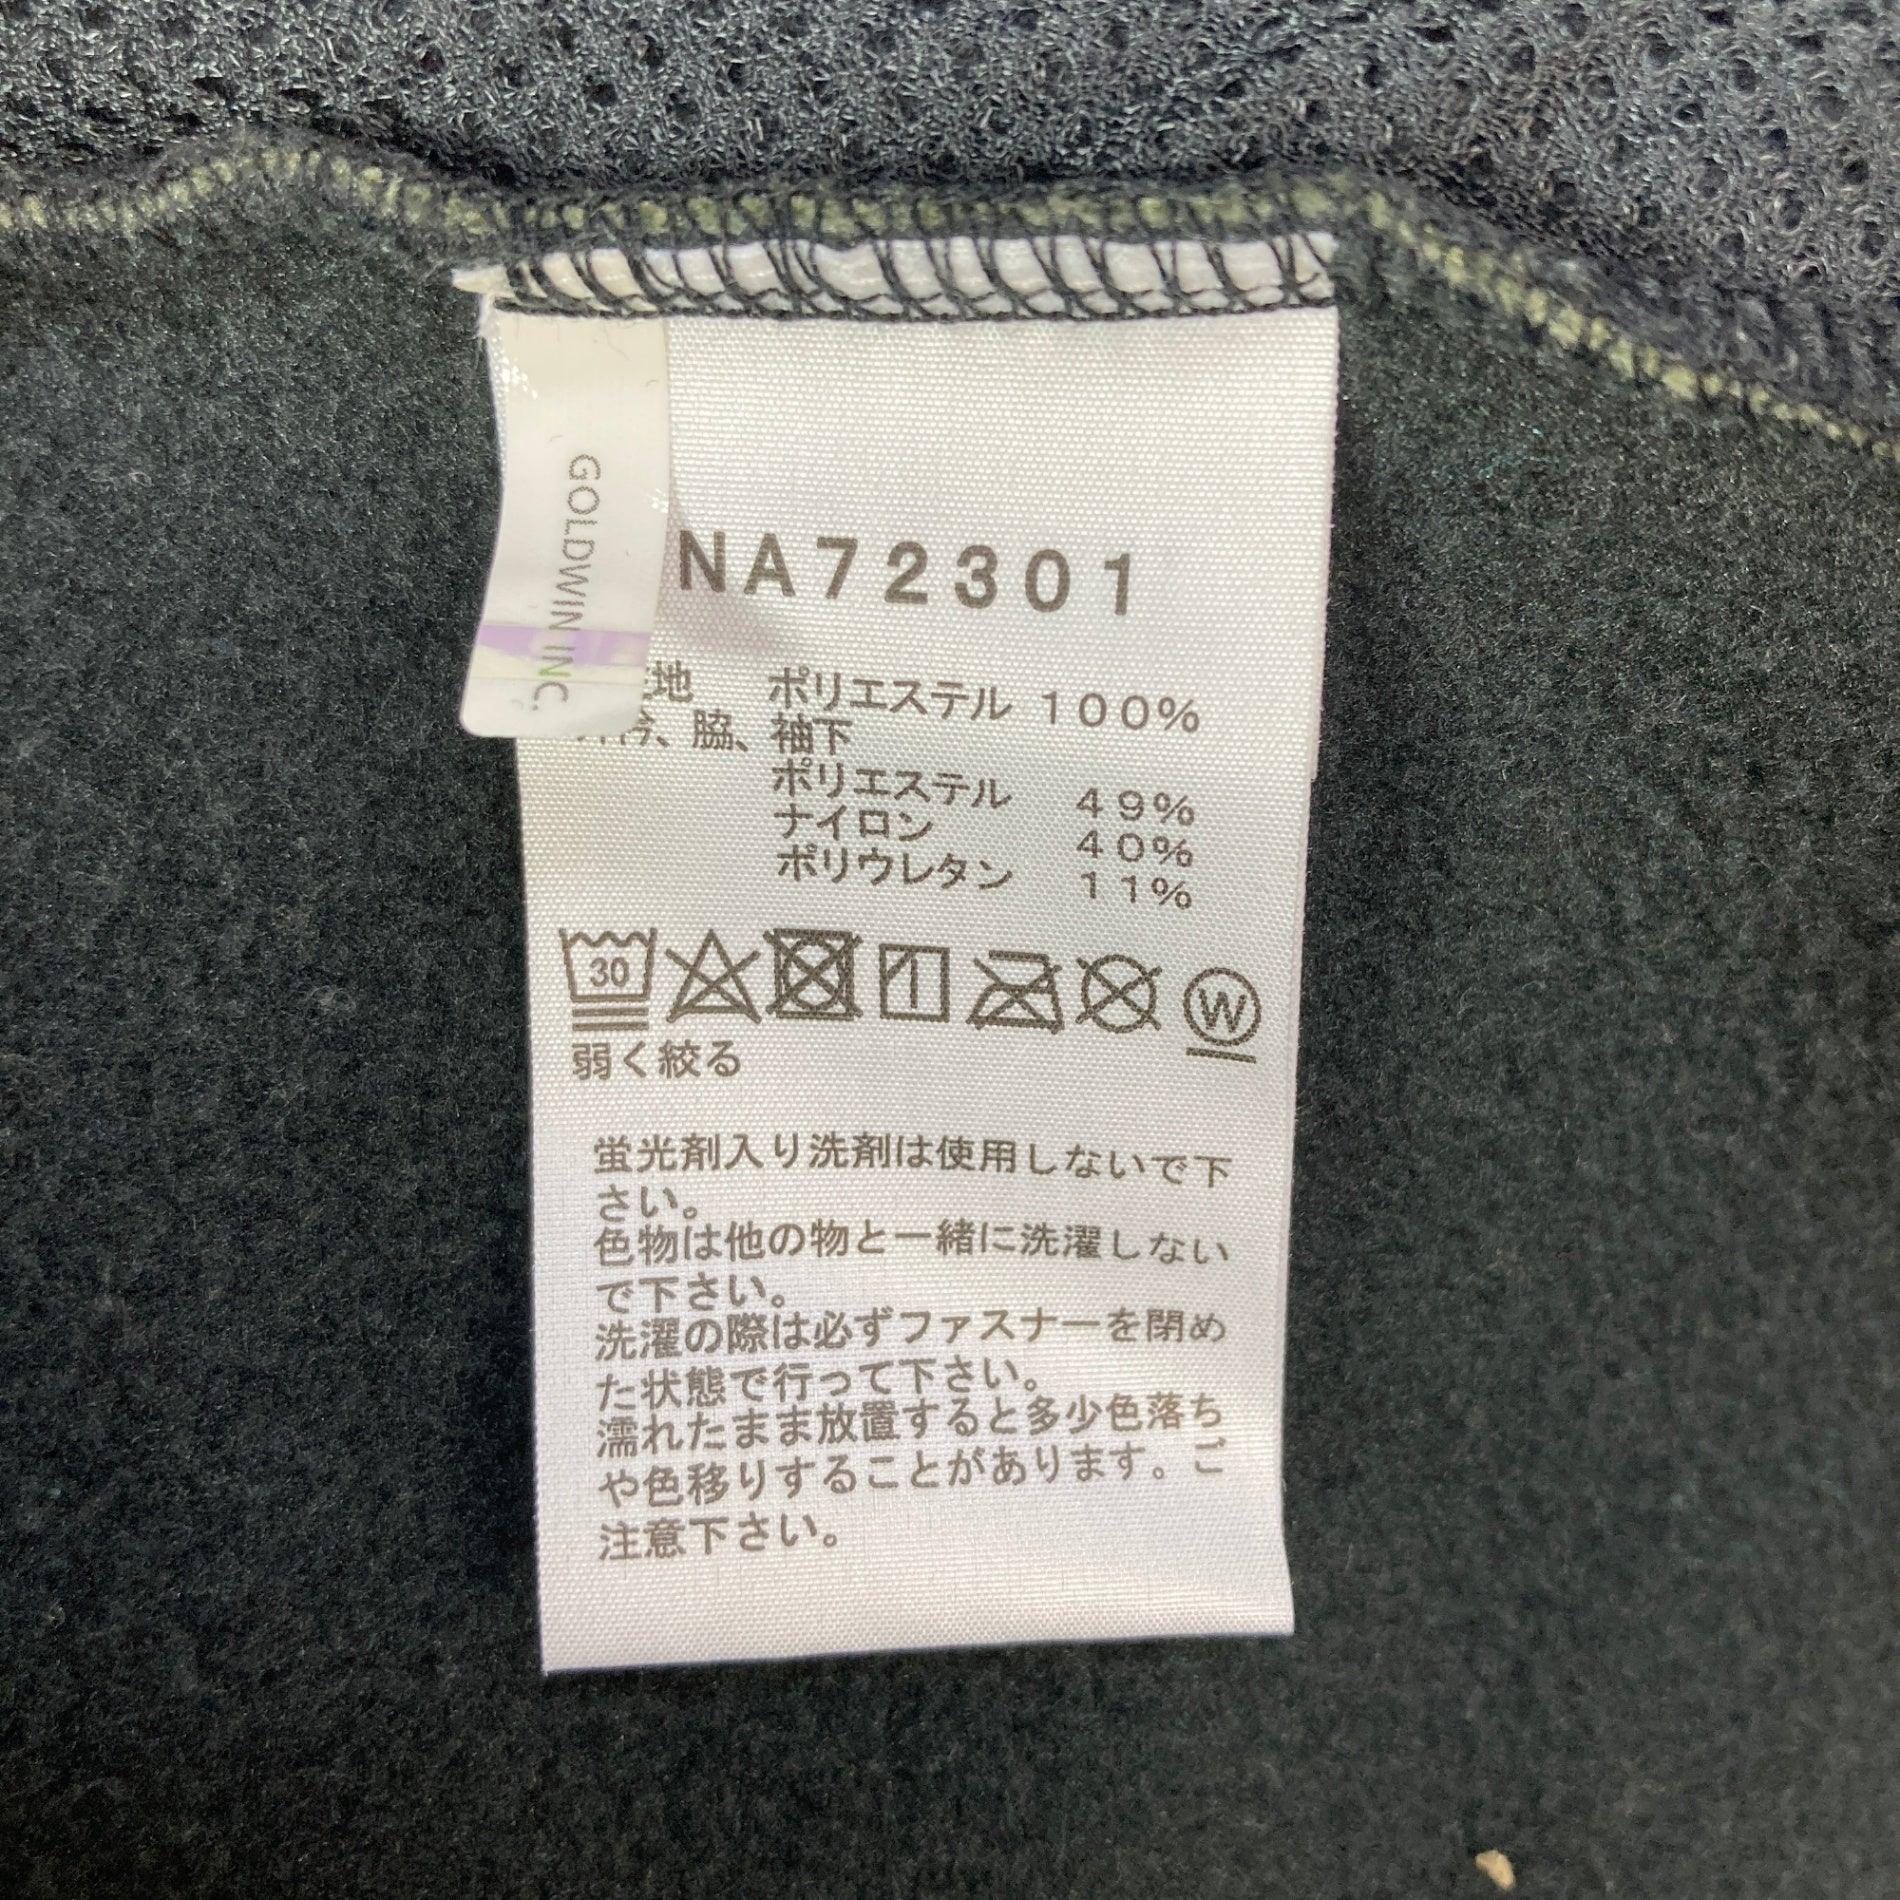 GOLDWIN INC.
NA72301
地 ポリエステル 100%
衿、脇、袖下
ポリエステル 49%
ナイロン 40%
ポリウレタン 11%
30
W
弱く絞る
蛍光剤入り洗剤は使用しないで下
さい。
色物は他の物と一緒に洗濯しない
で下さい。
洗濯の際は必ずファスナーを閉め
た状態で行って下さい。
濡れたまま放置すると多少色落ち
や色移りすることがあります。ご
注意下さい。